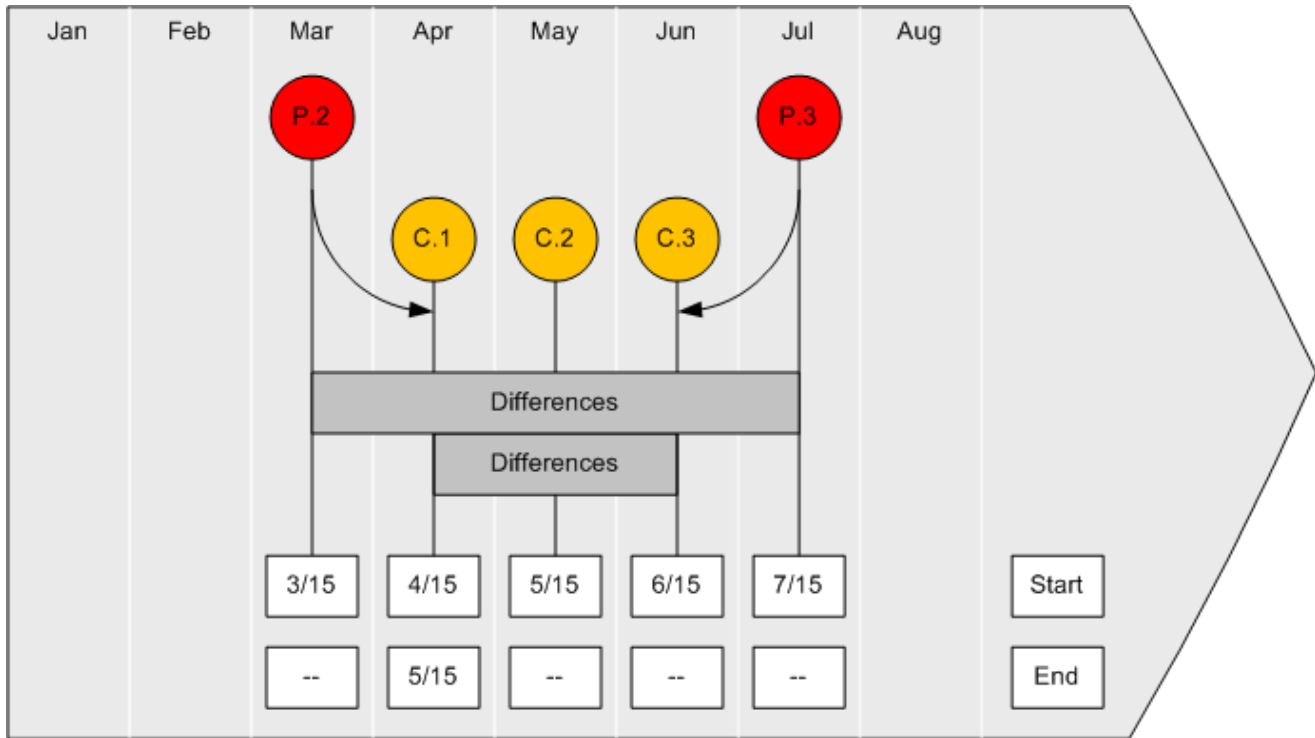 Jan Feb Mar Apr May Jun Jul Aug
P.2 P.3
C.1 C.2 C.3
Differences
Differences
3/15 4/15 5/15 6/15 7/15 Start
-- 5/15 -- -- -- End